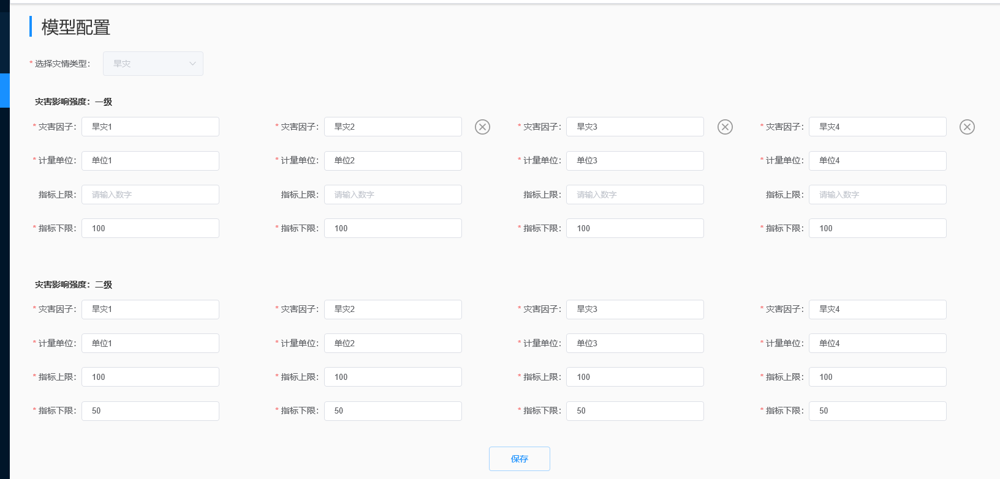 模型配置
* 选择灾情类型： 旱灾
灾害影响强度：一级
* 灾害因子： 旱灾1 * 灾害因子： 旱灾2 * 灾害因子： 旱灾3 * 灾害因子： 旱灾4
* 计量单位： 单位1 * 计量单位： 单位2 * 计量单位： 单位3 * 计量单位： 单位4
指标上限： 请输入数字 指标上限： 请输入数字 指标上限： 请输入数字 指标上限： 请输入数字
* 指标下限： 100 * 指标下限： 100 * 指标下限： 100 * 指标下限： 100
灾害影响强度：二级
* 灾害因子： 旱灾1 * 灾害因子： 旱灾2 * 灾害因子： 旱灾3 * 灾害因子： 旱灾4
* 计量单位： 单位1 * 计量单位： 单位2 * 计量单位： 单位3 * 计量单位： 单位4
* 指标上限： 100 * 指标上限： 100 * 指标上限： 100 * 指标上限： 100
* 指标下限： 50 * 指标下限： 50 * 指标下限： 50 * 指标下限： 50
保存